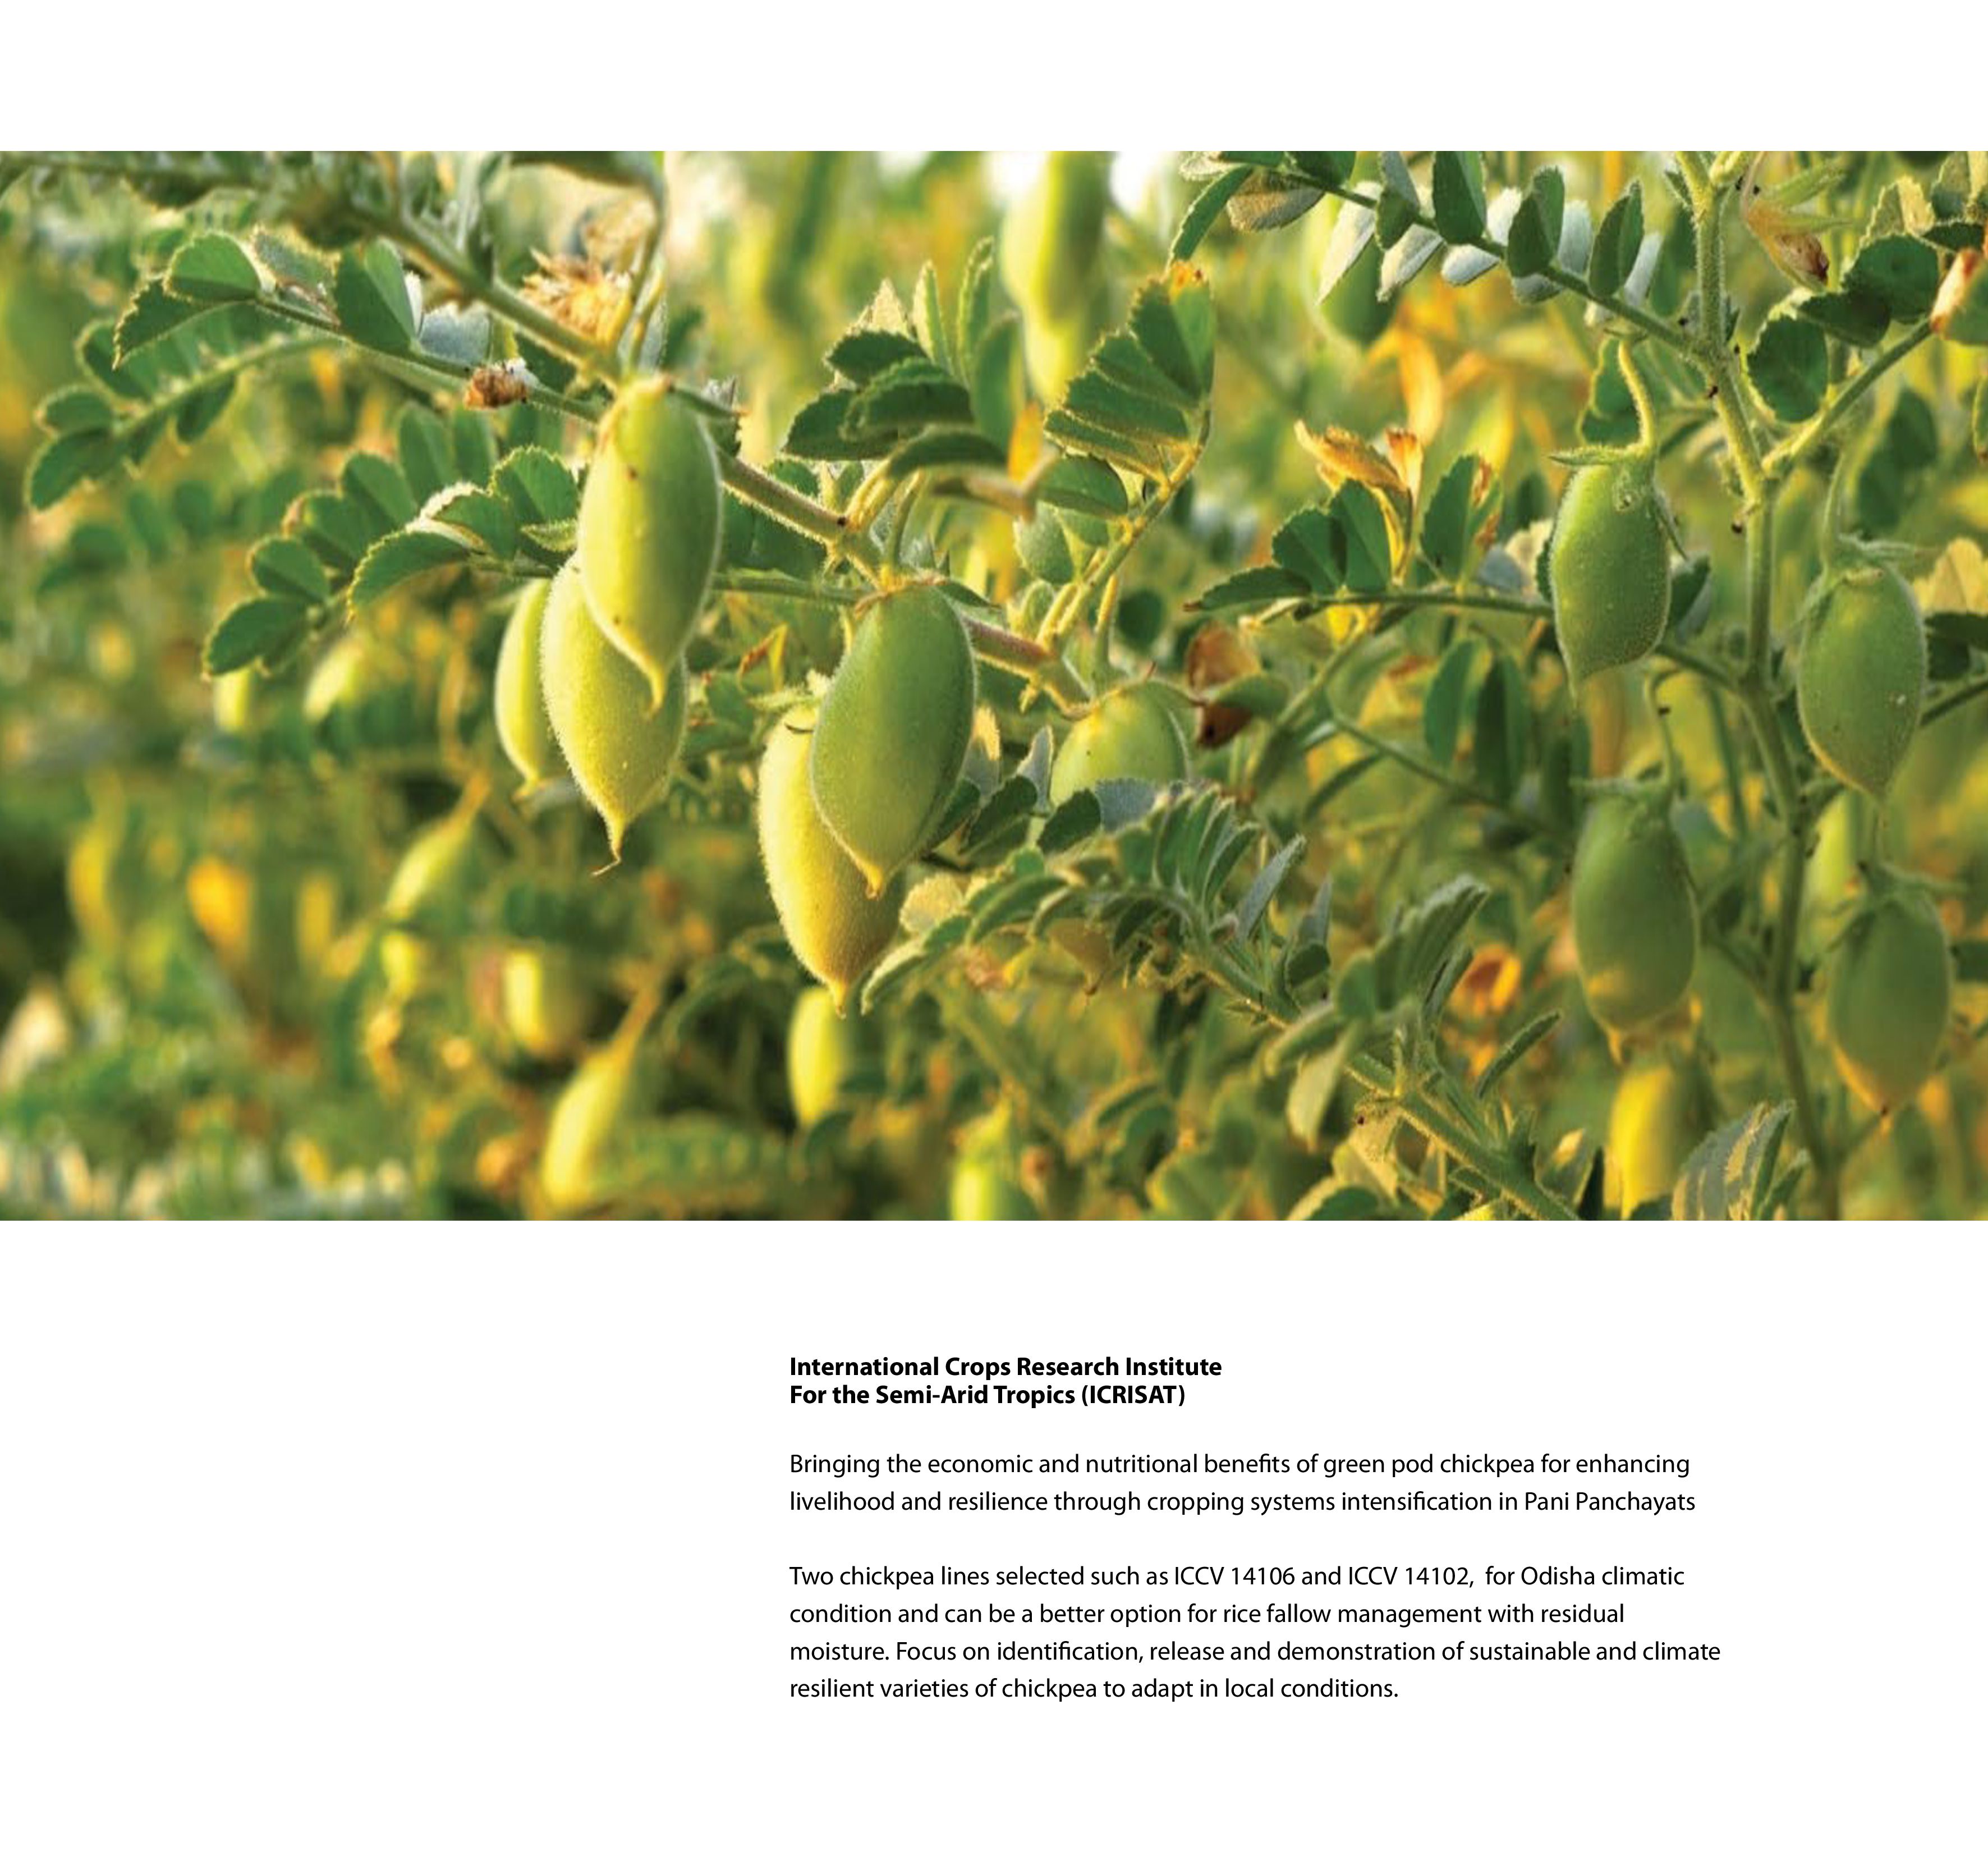 International Crops Research Institute
For the Semi-Arid Tropics (ICRISAT)
Bringing the economic and nutritional benefits of green pod chickpea for enhancing
livelihood and resilience through cropping systems intensification in Pani Panchayats
Two chickpea lines selected such as ICCV 14106 and ICCV 14102,  for Odisha climatic
condition and can be a better option for rice fallow management with residual
moisture. Focus on identification, release and demonstration of sustainable and climate
resilient varieties of chickpea to adapt in local conditions.